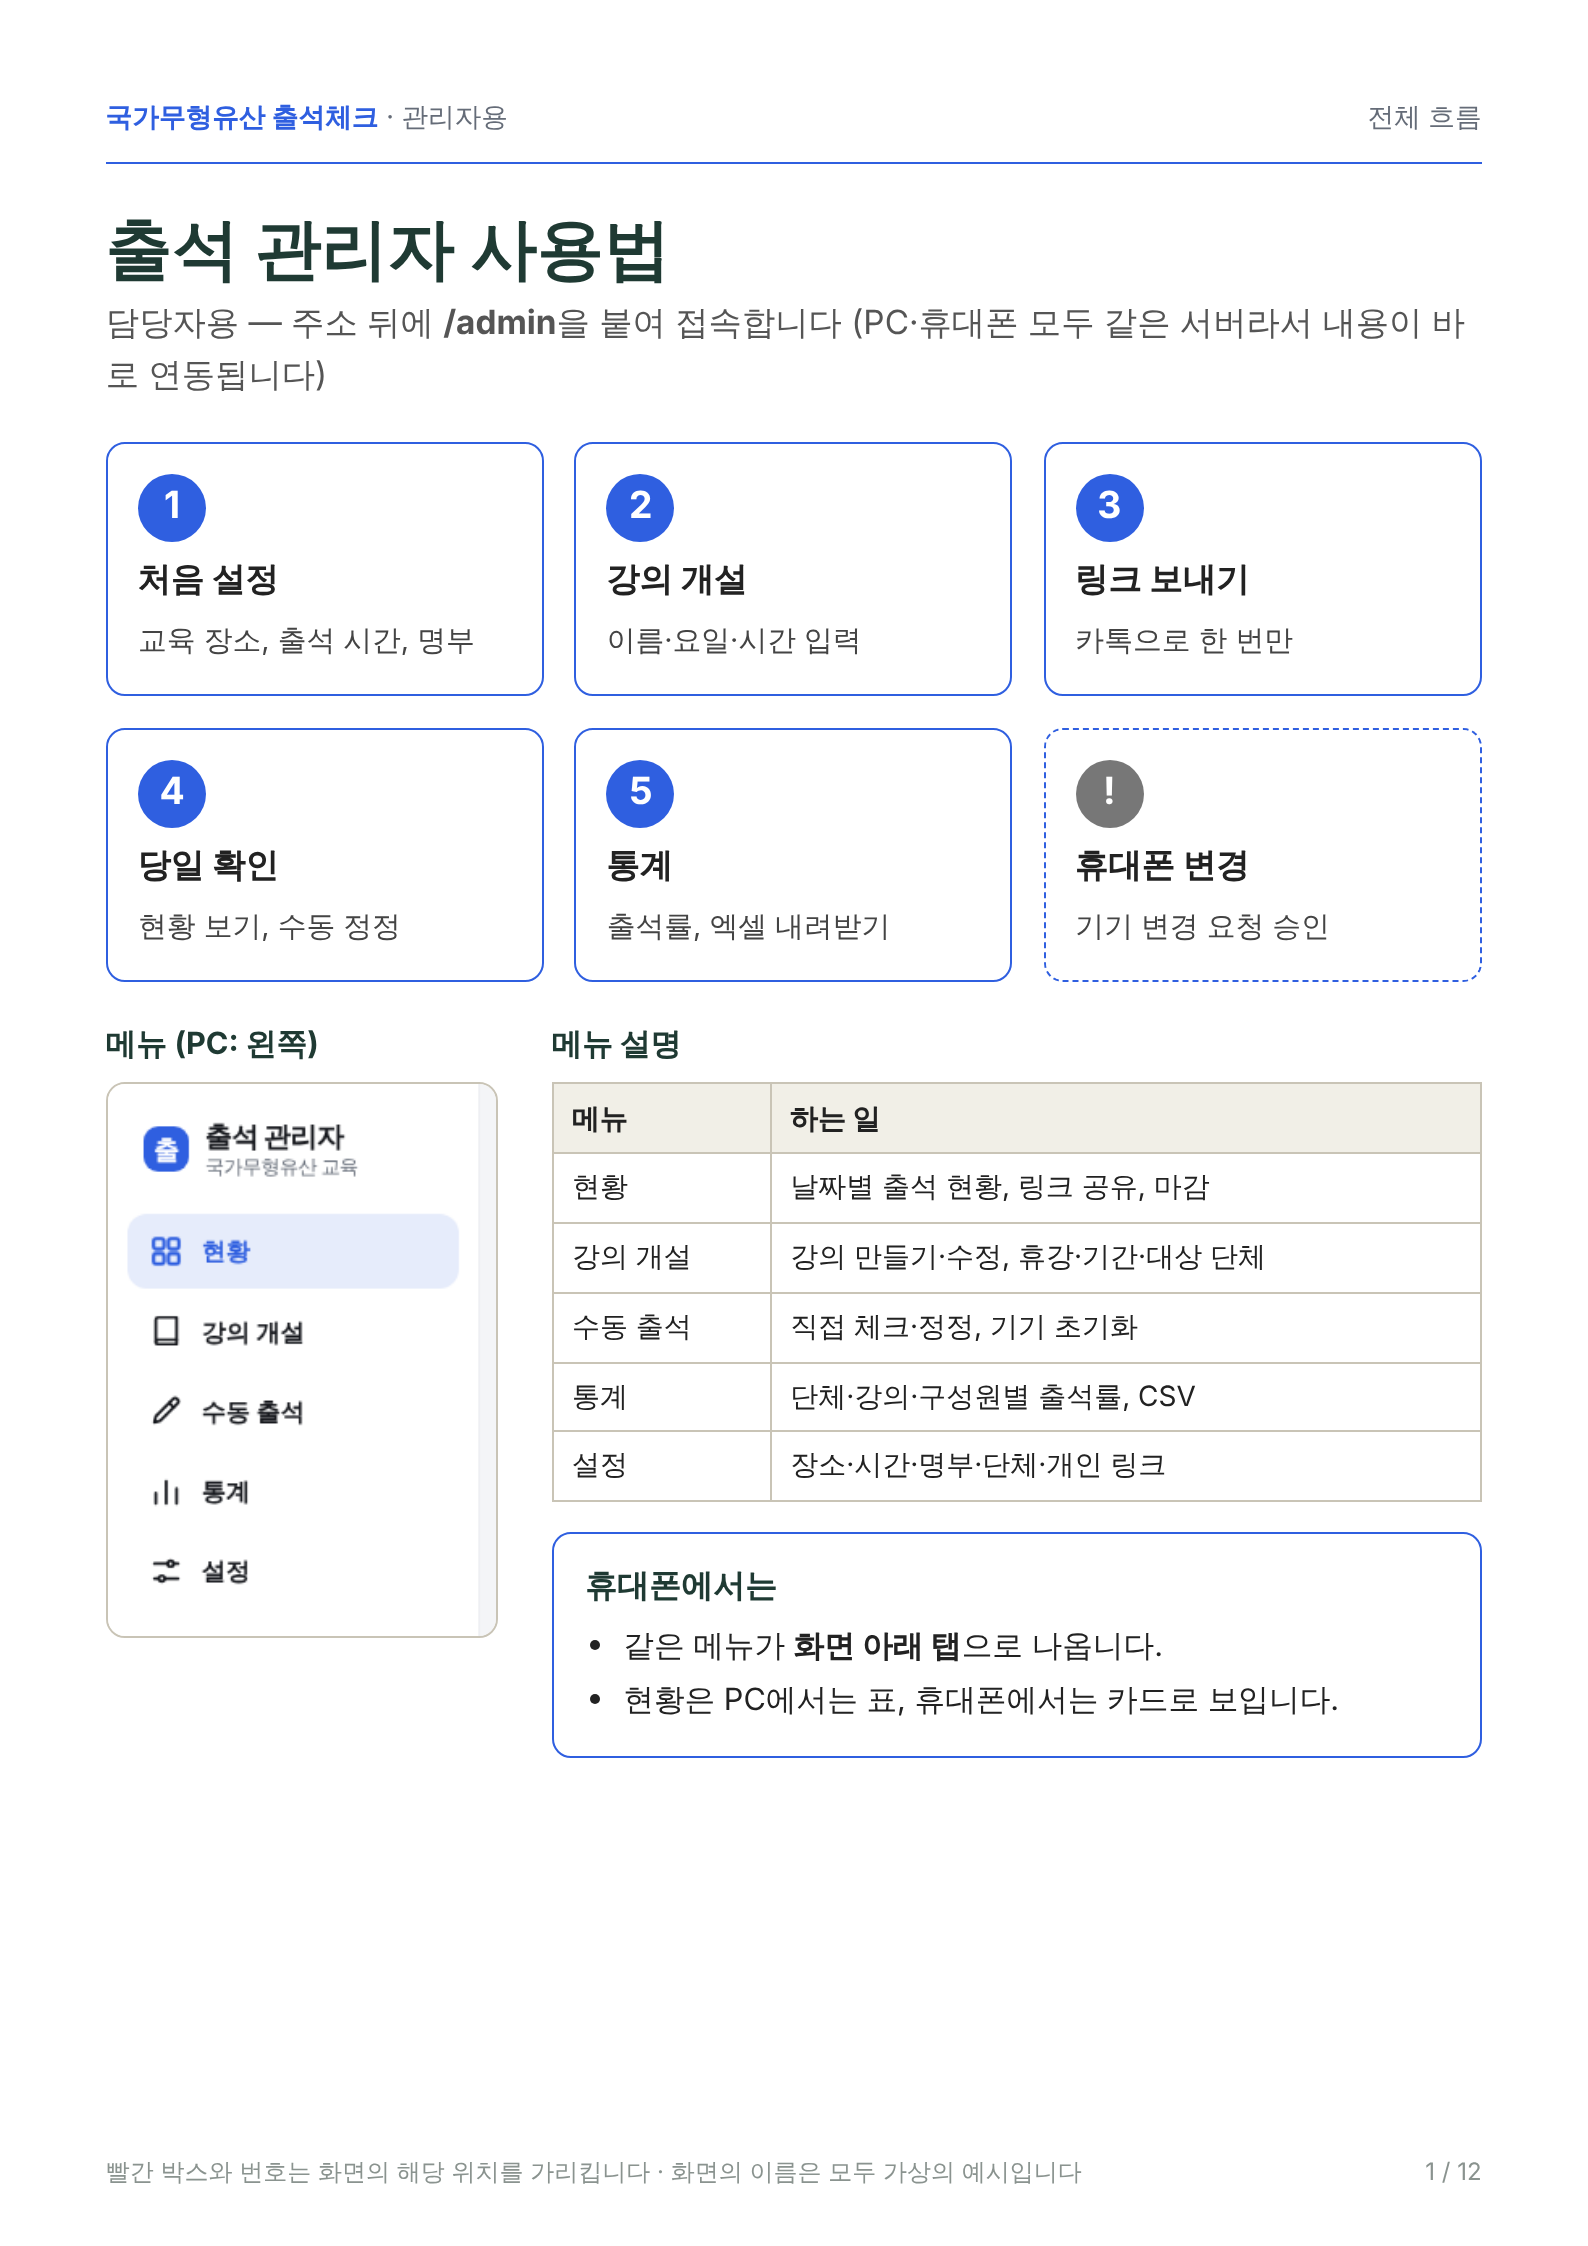 국가무형유산 출석체크 · 관리자용
전체 흐름
출석 관리자 사용법
담당자용 — 주소 뒤에 /admin을 붙여 접속합니다 (PC·휴대폰 모두 같은 서버라서 내용이 바
로 연동됩니다)
1
처음 설정
교육 장소, 출석 시간, 명부
2
강의 개설
이름·요일·시간 입력
3
링크 보내기
카톡으로 한 번만
4
당일 확인
현황 보기, 수동 정정
5
통계
출석률, 엑셀 내려받기
!
휴대폰 변경
기기 변경 요청 승인
메뉴 (PC: 왼쪽)
출
출석 관리자
국가무형유산 교육
현황
강의 개설
수동 출석
통계
설정
메뉴 설명
메뉴 하는 일
현황 날짜별 출석 현황, 링크 공유, 마감
강의 개설 강의 만들기·수정, 휴강·기간·대상 단체
수동 출석 직접 체크·정정, 기기 초기화
통계 단체·강의·구성원별 출석률, CSV
설정 장소·시간·명부·단체·개인 링크
휴대폰에서는
• 같은 메뉴가 화면 아래 탭으로 나옵니다.
• 현황은 PC에서는 표, 휴대폰에서는 카드로 보입니다.
빨간 박스와 번호는 화면의 해당 위치를 가리킵니다 · 화면의 이름은 모두 가상의 예시입니다
1 / 12